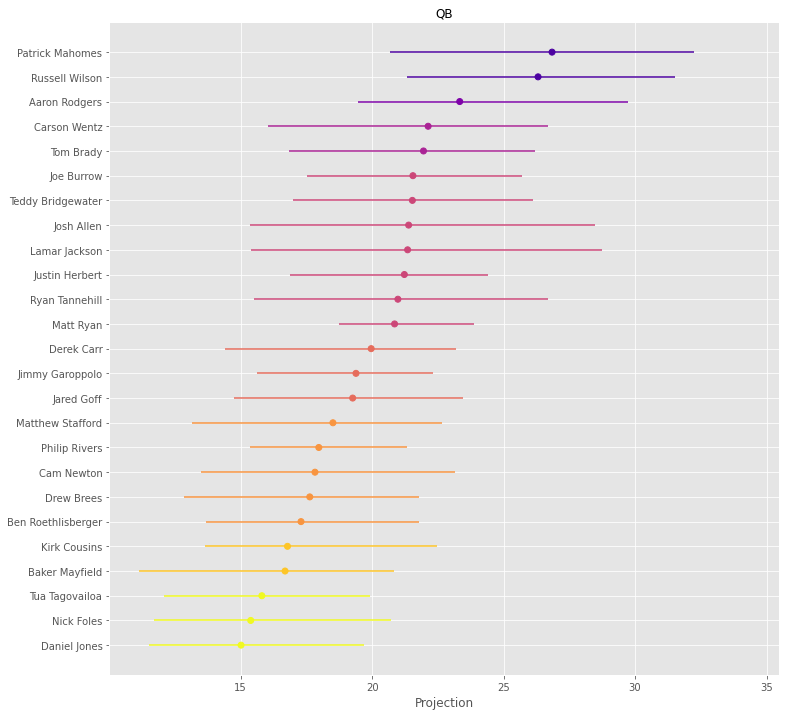 QB
Patrick Mahomes
Russell Wilson
Aaron Rodgers
Carson Wentz
Tom Brady
Joe Burrow
Teddy Bridgewater
Josh Allen
Lamar Jackson
Justin Herbert
Ryan Tannehill
Matt Ryan
Derek Carr
Jimmy Garoppolo
Jared Goff
Matthew Stafford
Philip Rivers
Cam Newton
Drew Brees
Ben Roethlisberger
Kirk Cousins
Baker Mayfield
Tua Tagovailoa
Nick Foles
Daniel Jones
15 20 25 30 35
Projection